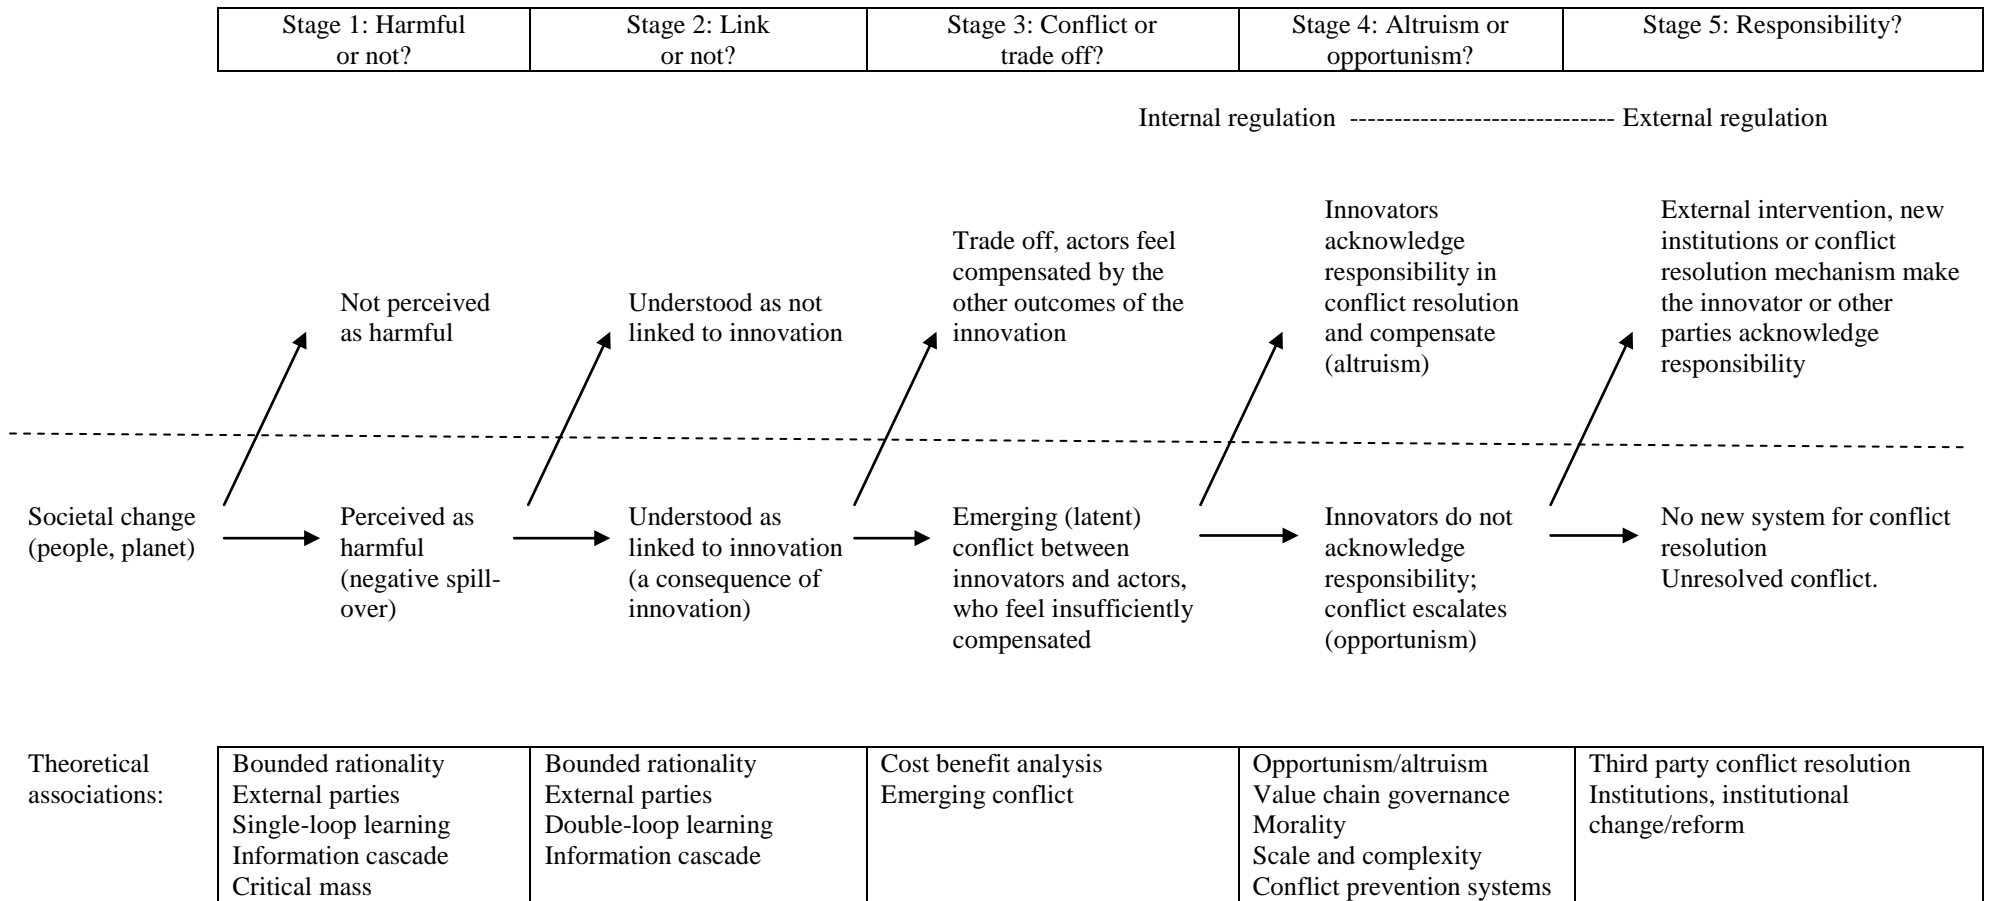 Stage 1: Harmful
or not?
Stage 2: Link
or not?
Stage 3: Conflict or
trade off?
Stage 4: Altruism or
opportunism?
Stage 5: Responsibility?
Internal regulation ------------------------------ External regulation
Not perceived
as harmful
Understood as not
linked to innovation
Trade off, actors feel
compensated by the
other outcomes of the
innovation
Innovators
acknowledge
responsibility in
conflict resolution
and compensate
(altruism)
External intervention, new
institutions or conflict
resolution mechanism make
the innovator or other
parties acknowledge
responsibility
Societal change
(people, planet)
Perceived as
harmful
(negative spill-
over)
Understood as
linked to innovation
(a consequence of
innovation)
Emerging (latent)
conflict between
innovators and actors,
who feel insufficiently
compensated
Innovators do not
acknowledge
responsibility;
conflict escalates
(opportunism)
No new system for conflict
resolution
Unresolved conflict.
Theoretical
associations:
Bounded rationality
External parties
Single-loop learning
Information cascade
Critical mass
Bounded rationality
External parties
Double-loop learning
Information cascade
Cost benefit analysis
Emerging conflict
Opportunism/altruism
Value chain governance
Morality
Scale and complexity
Conflict prevention systems
Third party conflict resolution
Institutions, institutional
change/reform